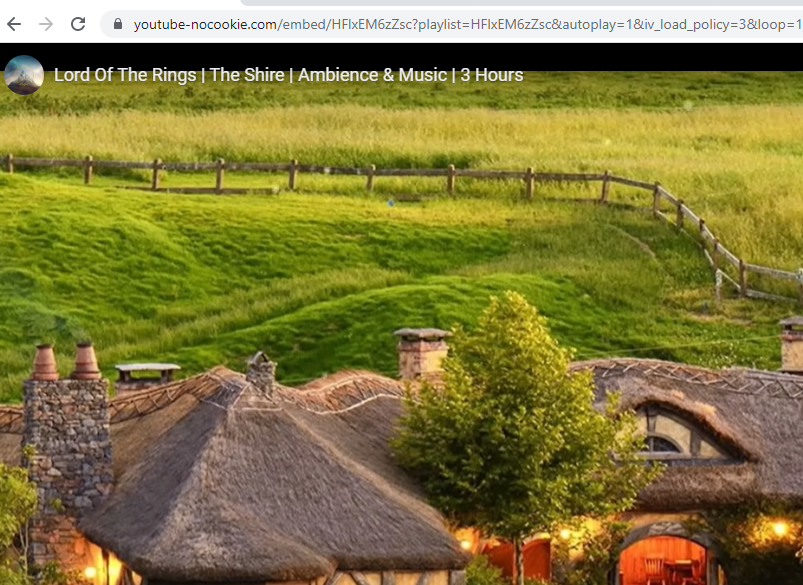 youtube-nocookie.com/embed/HFlxEM6zZsc?playlist=HFlxEM6zZsc&autoplay=1&iv_load_policy=3&loop=1
Lord Of The Rings | The Shire | Ambience & Music | 3 Hours